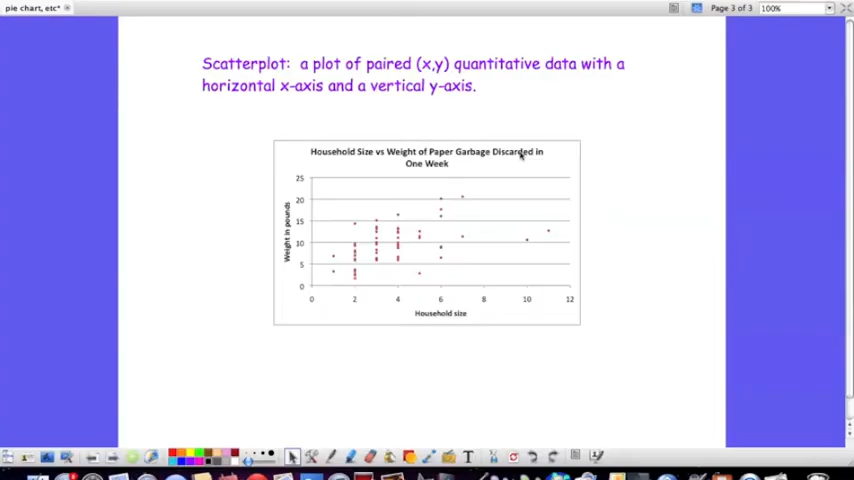 pie chart, etc*
Page 3 of 3
100%
Scatterplot: a plot of paired (x,y) quantitative data with a
horizontal x-axis and a vertical y-axis.
Household Size vs Weight of Paper Garbage Discarded in
One Week
Weight in pounds
25
20
15
10
5
0
0 2 4 6 8 10 12
Household size
T